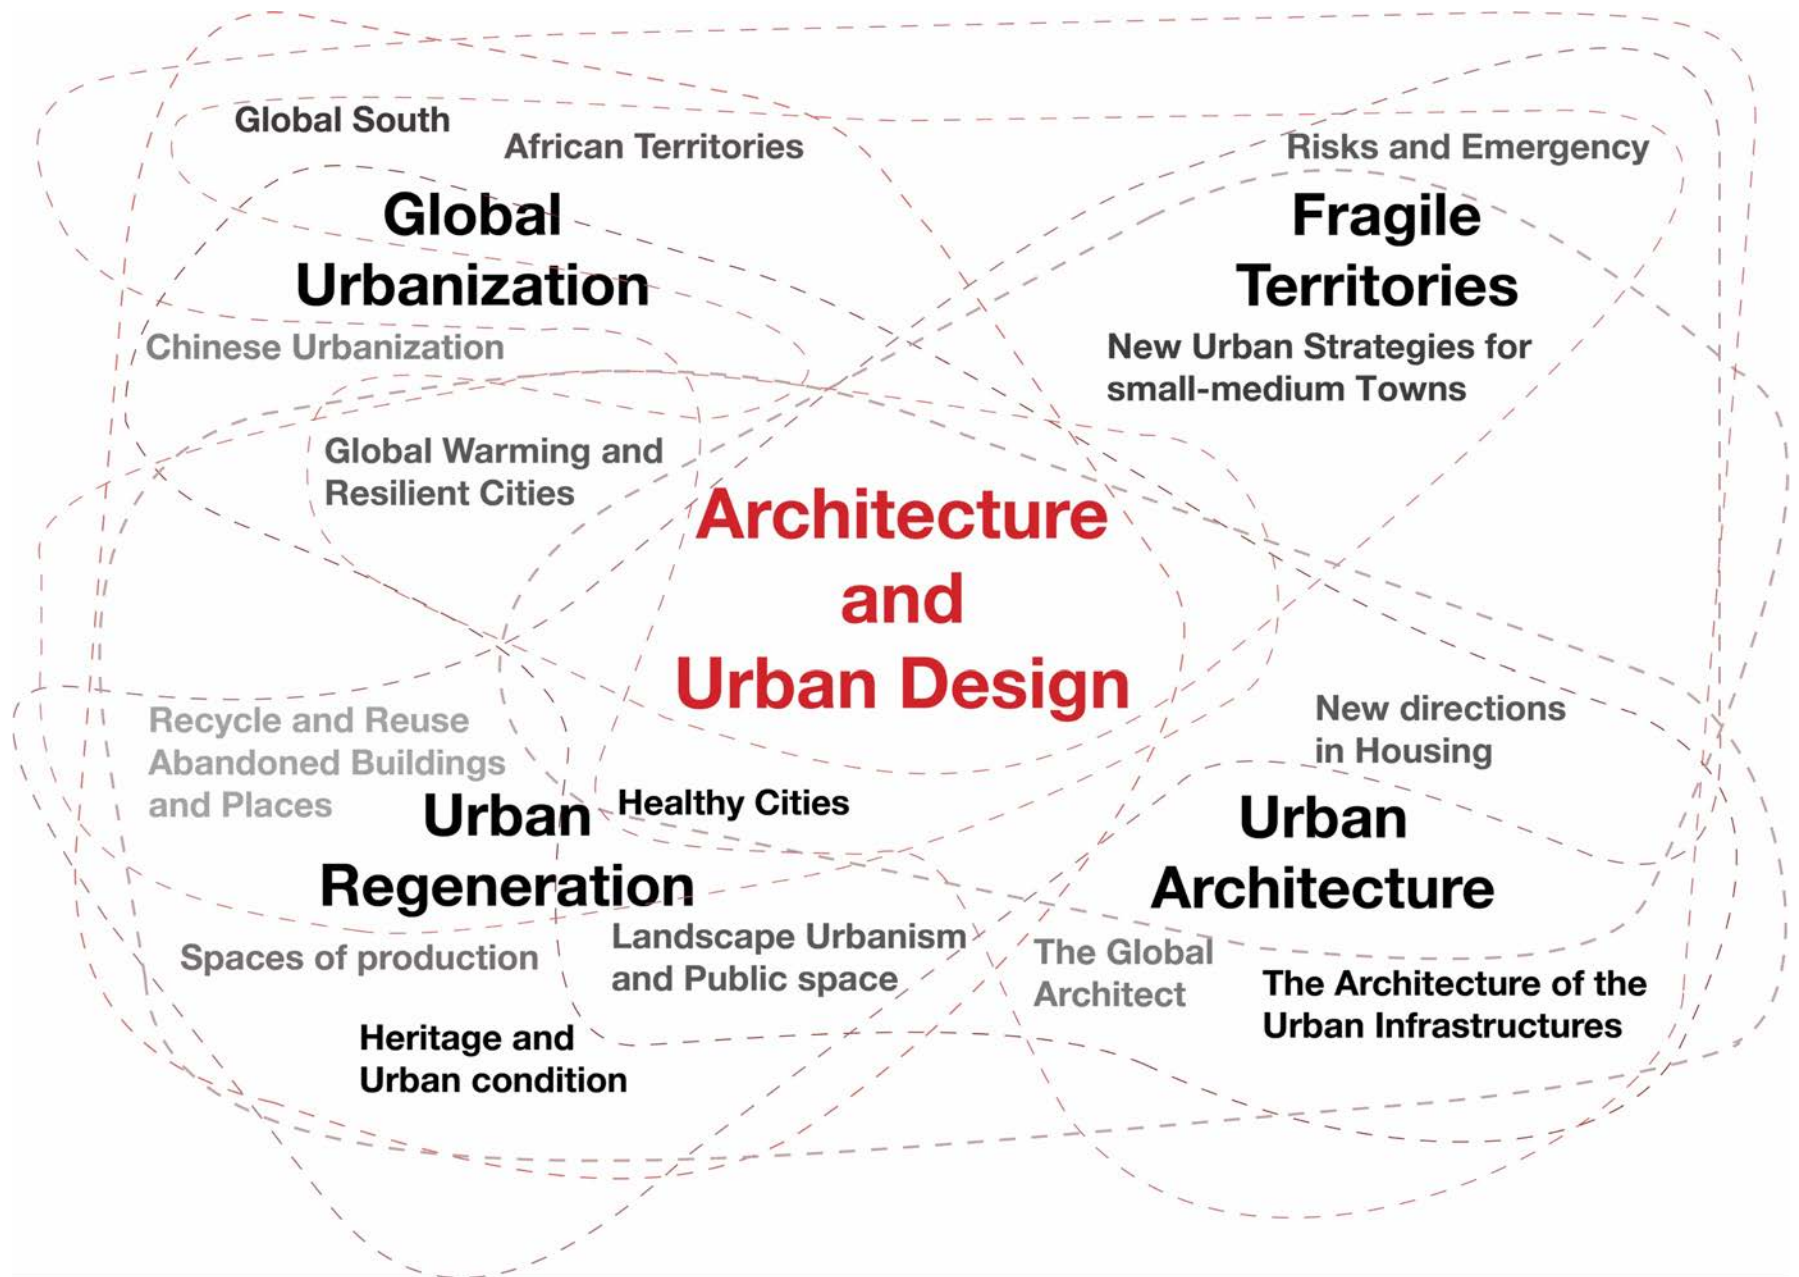 Global South
African Territories
Global
Urbanization
Chinese Urbanization
Global Warming and
Resilient Cities
Risks and Emergency
Fragile
Territories
New Urban Strategies for
small-medium Towns
Architecture
and
Urban Design
Recycle and Reuse
Abandoned Buildings
and Places
Urban
Regeneration
Healthy Cities
Spaces of production
Landscape Urbanism
and Public space
Heritage and
Urban condition
New directions
in Housing
Urban
Architecture
The Global
Architect
The Architecture of the
Urban Infrastructures